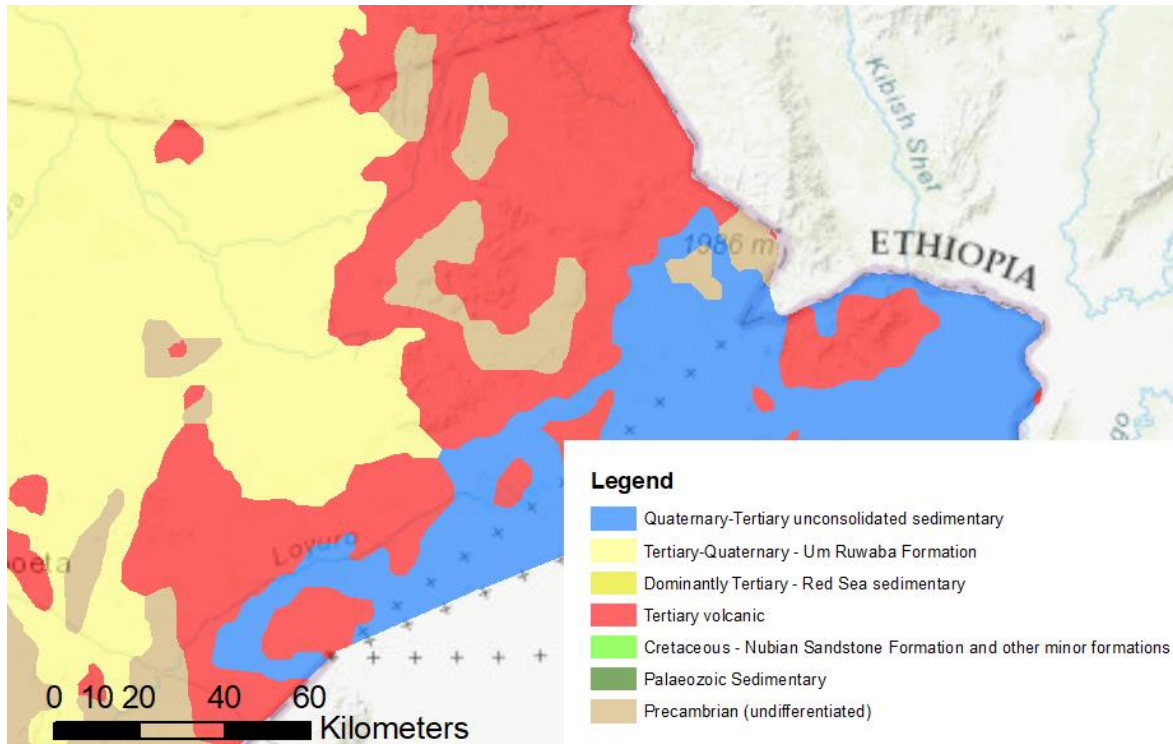 Kibish Shet
1986 m
ETHIOPIA
Loyuro
Legend
Quaternary-Tertiary unconsolidated sedimentary
Tertiary-Quaternary - Um Ruwaba Formation
Dominantly Tertiary - Red Sea sedimentary
Tertiary volcanic
Cretaceous - Nubian Sandstone Formation and other minor formations
Palaeozoic Sedimentary
Precambrian (undifferentiated)
poeta
go
0 10 20 40 60
Kilometers